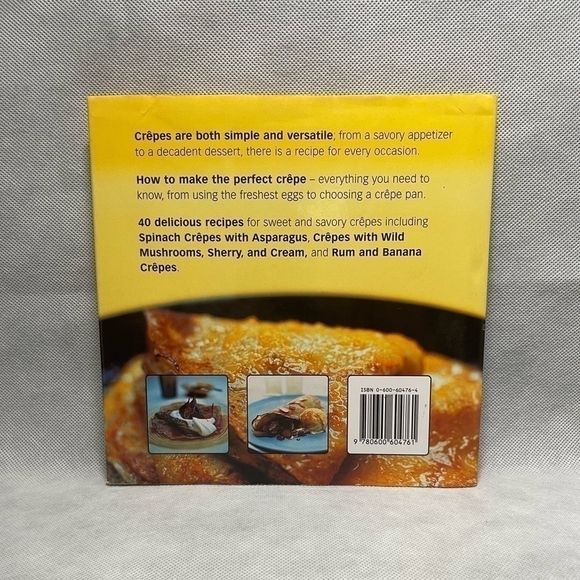 Crêpes are both simple and versatile; from a savory appetizer
to a decadent dessert, there is a recipe for every occasion.
How to make the perfect crêpe – everything you need to
know, from using the freshest eggs to choosing a crêpe pan.
40 delicious recipes for sweet and savory crêpes including
Spinach Crêpes with Asparagus, Crêpes with Wild
Mushrooms, Sherry, and Cream, and Rum and Banana
Crêpes.
ISBN 0-600-60476-4
9 780600 604761